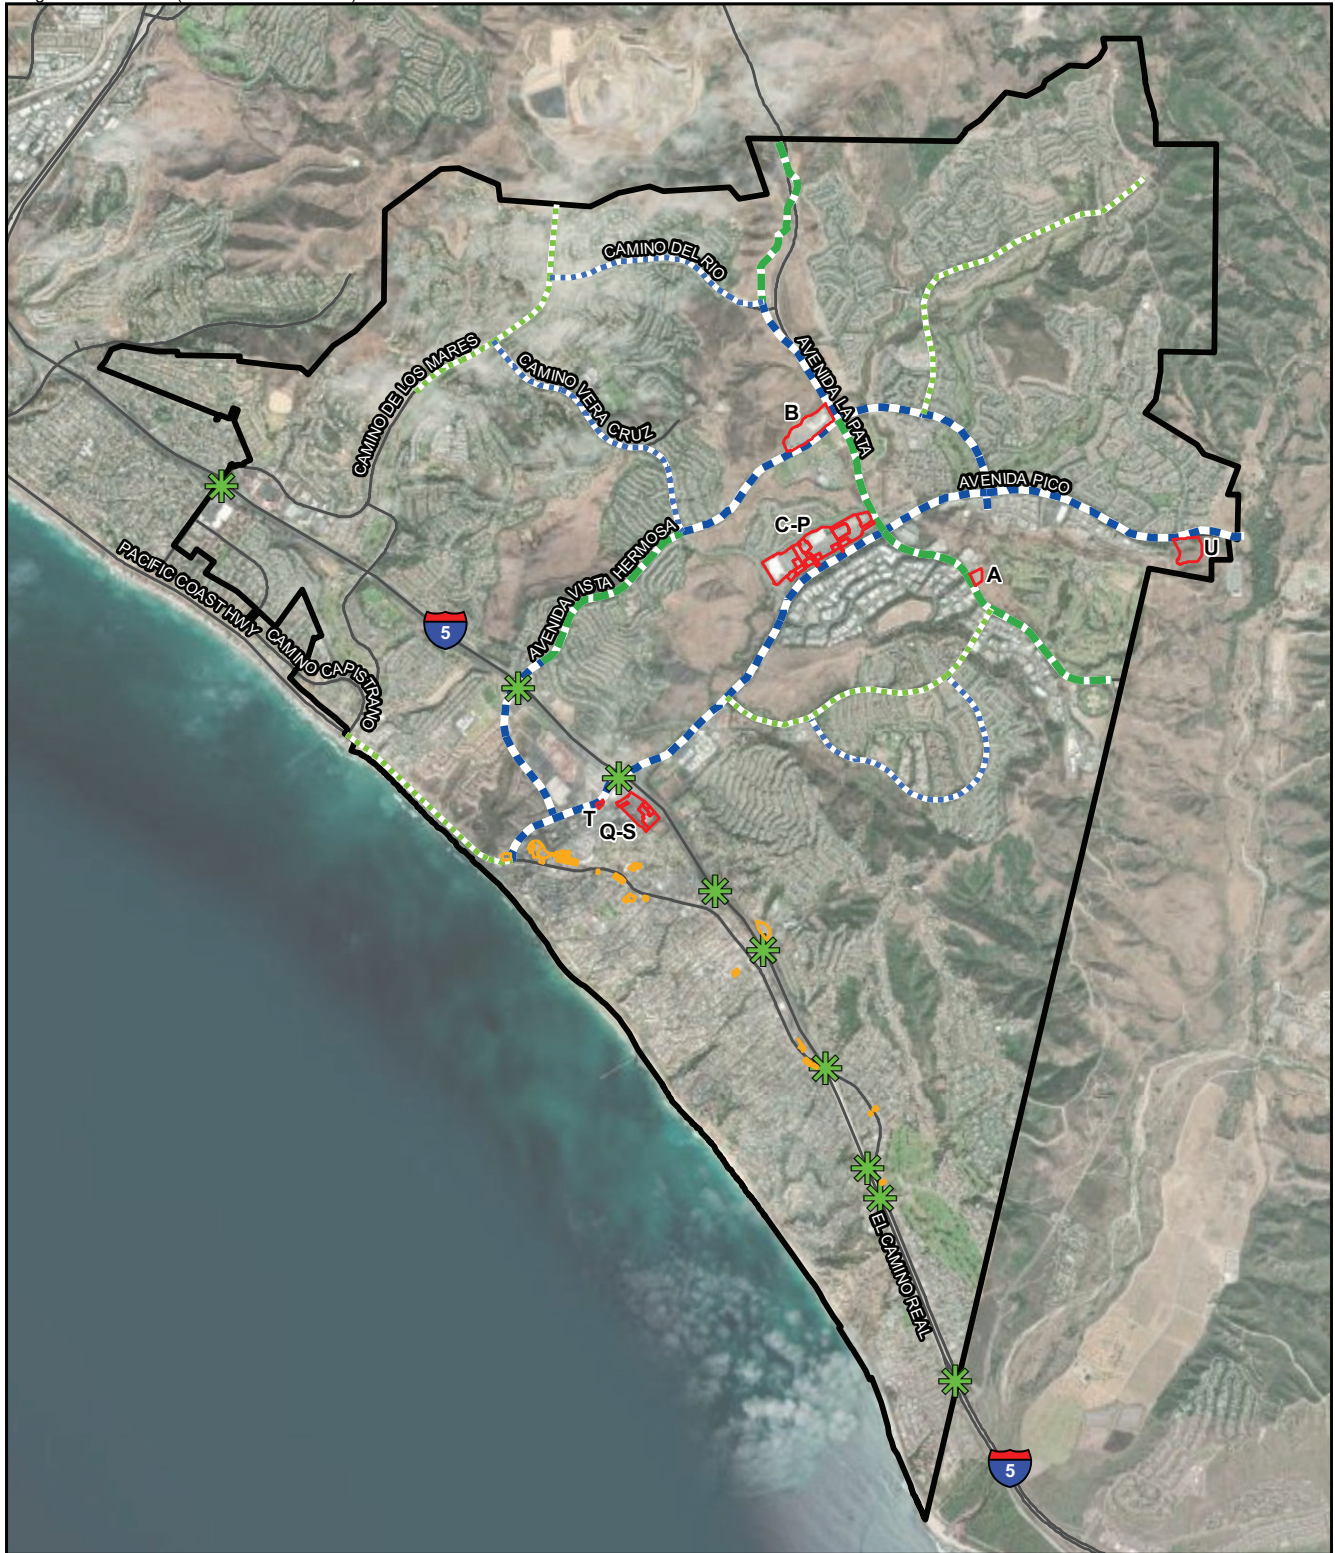 CAMINO DEL RIO
CAMINO DE LOS MARES
CAMINO VERA CRUZ
AVENIDA LA PATA
B
AVENIDA PICO
C-P
U
A
AVENIDA VISTA HERMOSA
PACIFIC COAST HWY
CAMINO CAPISTRANO
5
T
Q-S
EL CAMINO REAL
5